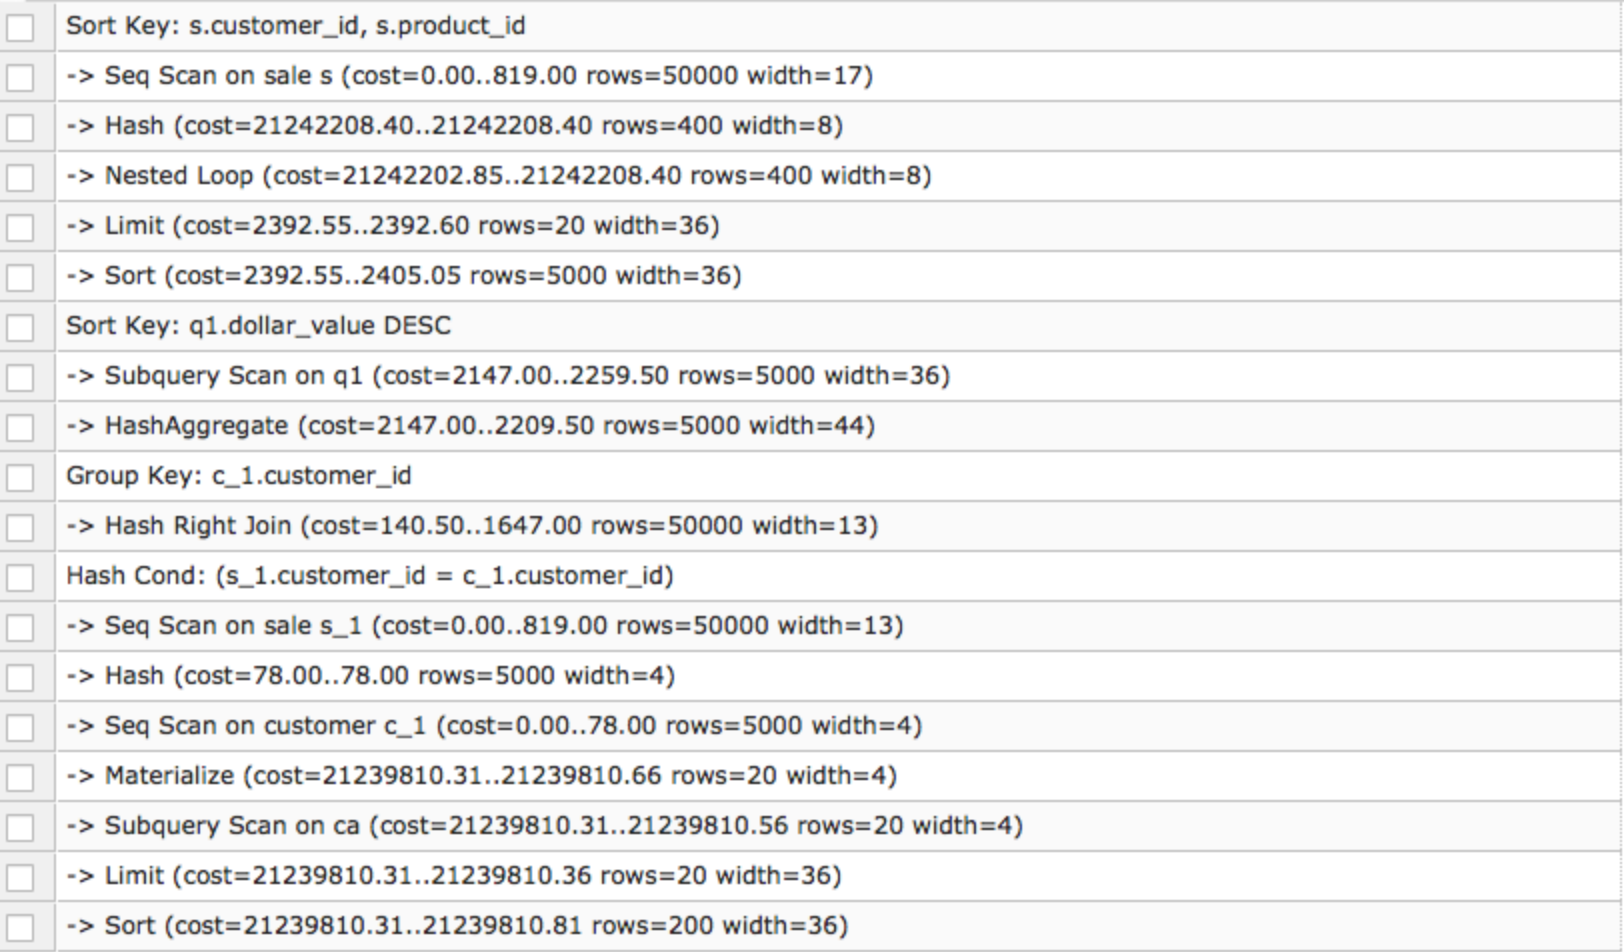 Sort Key: s.customer_id, s.product_id
-> Seq Scan on sale s (cost=0.00..819.00 rows=50000 width=17)
-> Hash (cost=21242208.40..21242208.40 rows=400 width=8)
-> Nested Loop (cost=21242202.85..21242208.40 rows=400 width=8)
-> Limit (cost=2392.55..2392.60 rows=20 width=36)
-> Sort (cost=2392.55..2405.05 rows=5000 width=36)
Sort Key: q1.dollar_value DESC
-> Subquery Scan on q1 (cost=2147.00..2259.50 rows=5000 width=36)
-> HashAggregate (cost=2147.00..2209.50 rows=5000 width=44)
Group Key: c_1.customer_id
-> Hash Right Join (cost=140.50..1647.00 rows=50000 width=13)
Hash Cond: (s_1.customer_id = c_1.customer_id)
-> Seq Scan on sale s_1 (cost=0.00..819.00 rows=50000 width=13)
-> Hash (cost=78.00..78.00 rows=5000 width=4)
-> Seq Scan on customer c_1 (cost=0.00..78.00 rows=5000 width=4)
-> Materialize (cost=21239810.31..21239810.66 rows=20 width=4)
-> Subquery Scan on ca (cost=21239810.31..21239810.56 rows=20 width=4)
-> Limit (cost=21239810.31..21239810.36 rows=20 width=36)
-> Sort (cost=21239810.31..21239810.81 rows=200 width=36)